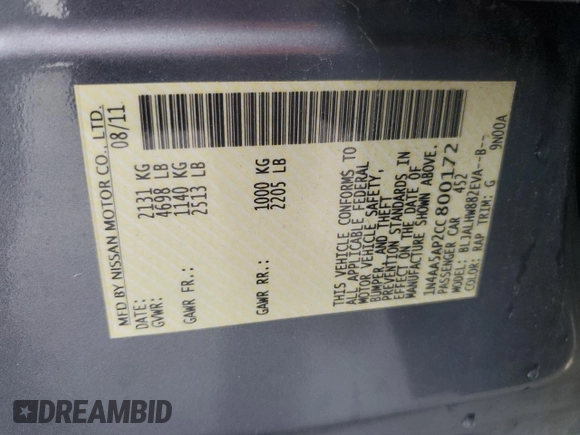 MFD BY NISSAN MOTOR CO., LTD.
DATE: 08/11
GVWR: 2131 KG
4698 LB
GAWR FR.: 1140 KG
2513 LB
GAWR RR.: 1000 KG
2205 LB
THIS VEHICLE CONFORMS TO
ALL APPLICABLE FEDERAL
MOTOR VEHICLE SAFETY,
BUMPER, AND THEFT
PREVENTION STANDARDS IN
EFFECT ON THE DATE OF
MANUFACTURE SHOWN ABOVE.
1N4AA5AP2CC800172
PASSENGER CAR 452
MODEL: BLJALHWB82EVA--B--
COLOR: RAP TRIM: G 9N00A
DREAMBID